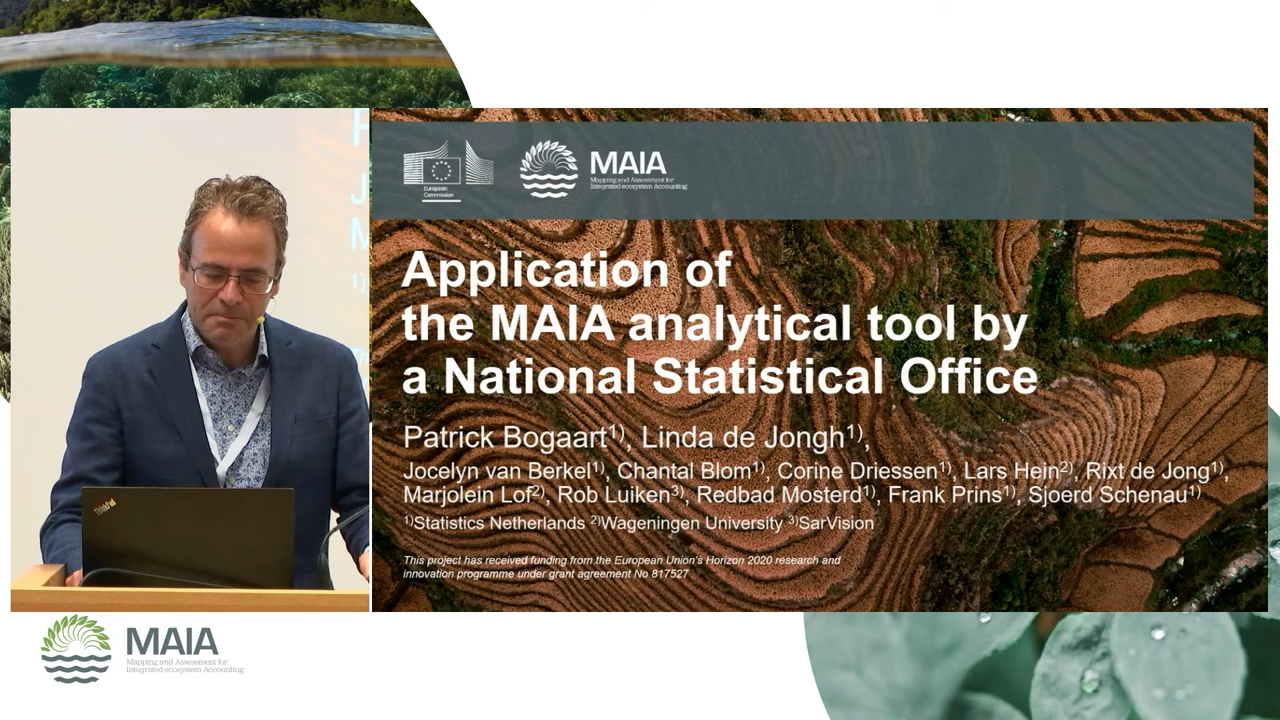 European
Commission
MAIA
Mapping and Assessment for
Integrated ecosystem Accounting
Application of
the MAIA analytical tool by
a National Statistical Office
Patrick Bogaart¹⁾, Linda de Jongh¹⁾,
Jocelyn van Berkel¹⁾, Chantal Blom¹⁾, Corine Driessen¹⁾, Lars Hein²⁾, Rixt de Jong¹⁾,
Marjolein Lof²⁾, Rob Luiken³⁾, Redbad Mosterd¹⁾, Frank Prins¹⁾, Sjoerd Schenau¹⁾
¹⁾Statistics Netherlands ²⁾Wageningen University ³⁾SarVision
This project has received funding from the European Union's Horizon 2020 research and
innovation programme under grant agreement No 817527
ThinkPad
MAIA
Mapping and Assessment for
Integrated ecosystem Accounting